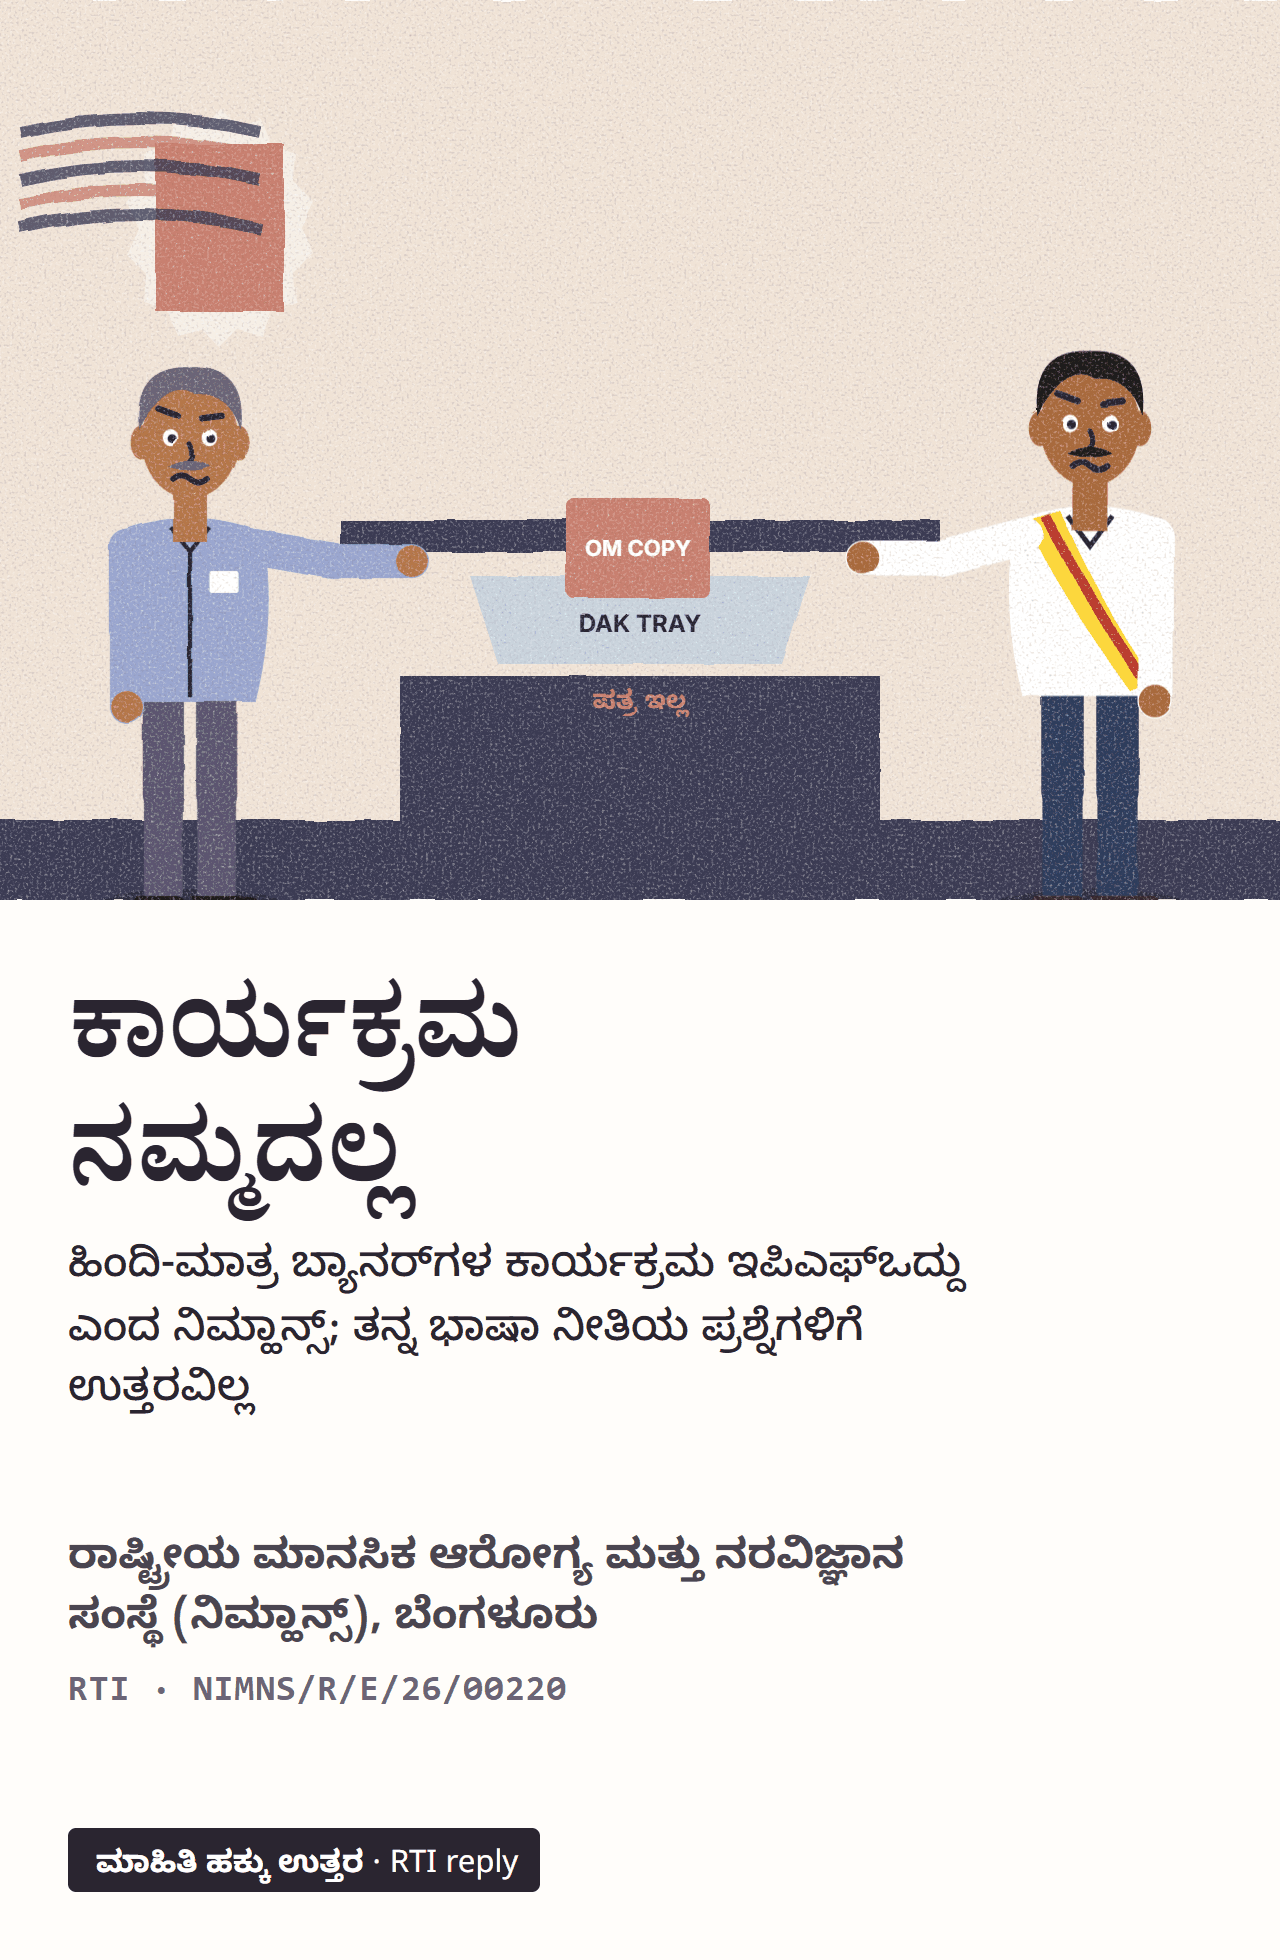 OM COPY
DAK TRAY
ಪತ್ರ ಇಲ್ಲ
ಕಾರ್ಯಕ್ರಮ
ನಮ್ಮದಲ್ಲ
ಹಿಂದಿ-ಮಾತ್ರ ಬ್ಯಾನರ್‌ಗಳ ಕಾರ್ಯಕ್ರಮ ಇಪಿಎಫ್‌ಒದ್ದು
ಎಂದ ನಿಮ್ಹಾನ್ಸ್; ತನ್ನ ಭಾಷಾ ನೀತಿಯ ಪ್ರಶ್ನೆಗಳಿಗೆ
ಉತ್ತರವಿಲ್ಲ
ರಾಷ್ಟ್ರೀಯ ಮಾನಸಿಕ ಆರೋಗ್ಯ ಮತ್ತು ನರವಿಜ್ಞಾನ
ಸಂಸ್ಥೆ (ನಿಮ್ಹಾನ್ಸ್), ಬೆಂಗಳೂರು
RTI · NIMNS/R/E/26/00220
ಮಾಹಿತಿ ಹಕ್ಕು ಉತ್ತರ · RTI reply